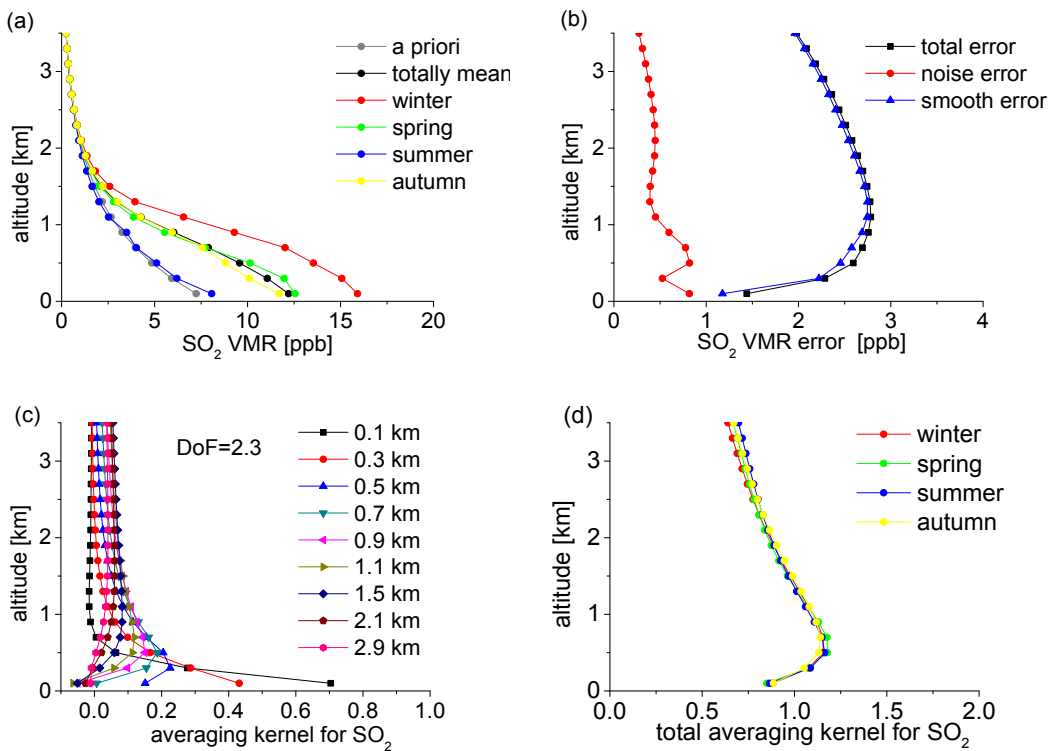 (a)
a priori
totally mean
winter
spring
summer
autumn
altitude [km]
0
1
2
3
0
5
10
15
20
SO2 VMR [ppb]
(b)
total error
noise error
smooth error
altitude [km]
0
1
2
3
0
1
2
3
4
SO2 VMR error [ppb]
(c)
DoF=2.3
0.1 km
0.3 km
0.5 km
0.7 km
0.9 km
1.1 km
1.5 km
2.1 km
2.9 km
altitude [km]
0
1
2
3
0.0
0.2
0.4
0.6
0.8
1.0
averaging kernel for SO2
(d)
winter
spring
summer
autumn
altitude [km]
0
1
2
3
0.0
0.5
1.0
1.5
2.0
total averaging kernel for SO2